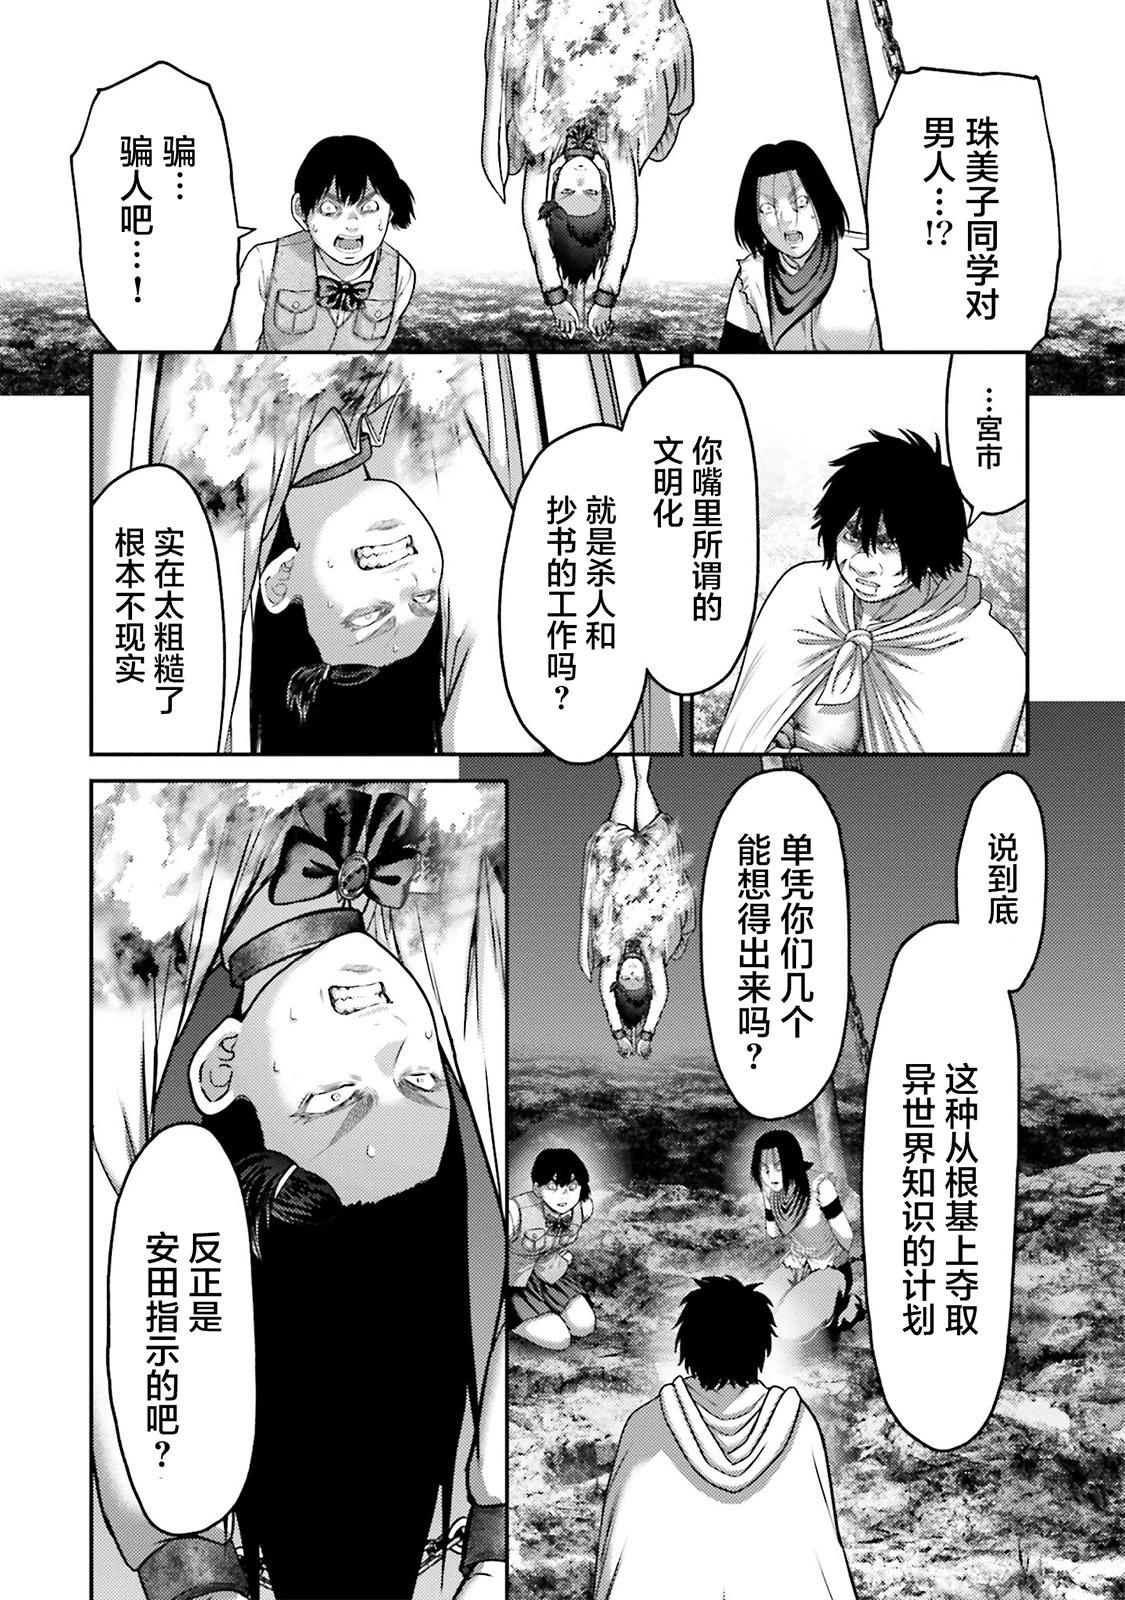 珠美子同学对
男人…!?
骗…
骗人吧…！
…宫市
你嘴里所谓的
文明化
就是杀人和
抄书的工作吗？
实在太粗糙了
根本不现实
说到底
这种从根基上夺取
异世界知识的计划
单凭你们几个
能想得出来吗？
反正是
安田指示的吧？